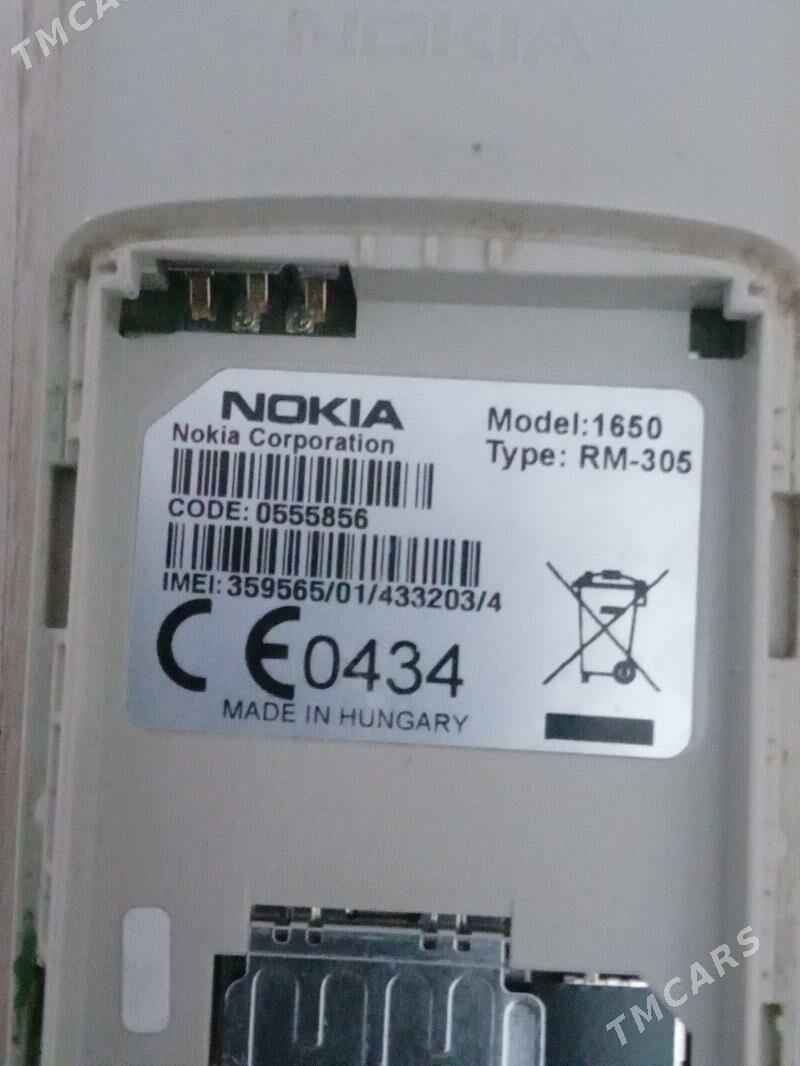 TMCARS
NOKIA
NOKIA
Nokia Corporation
Model:1650
Type: RM-305
CODE: 0555856
IMEI: 359565/01/433203/4
CE0434
MADE IN HUNGARY
TMCARS